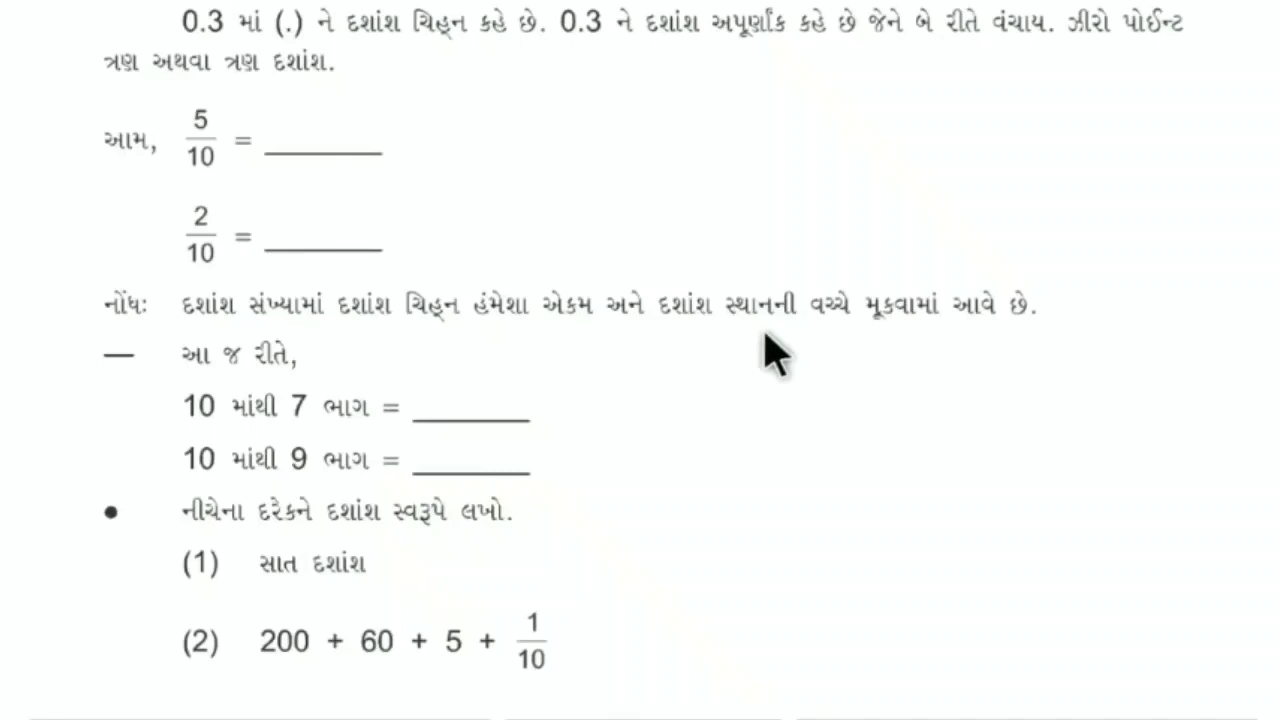 0.3 માં (.) ને દશાંશ ચિહ્ન કહે છે. 0.3 ને દશાંશ અપૂર્ણાંક કહે છે જેને બે રીતે વંચાય. ઝીરો પોઈન્ટ
ત્રણ અથવા ત્રણ દશાંશ.
આમ, 5/10 = ________
2/10 = ________
નોંધઃ દશાંશ સંખ્યામાં દશાંશ ચિહ્ન હંમેશા એકમ અને દશાંશ સ્થાનની વચ્ચે મૂકવામાં આવે છે.
— આ જ રીતે,
10 માંથી 7 ભાગ = ________
10 માંથી 9 ભાગ = ________
● નીચેના દરેકને દશાંશ સ્વરૂપે લખો.
(1) સાત દશાંશ
(2) 200 + 60 + 5 + 1/10